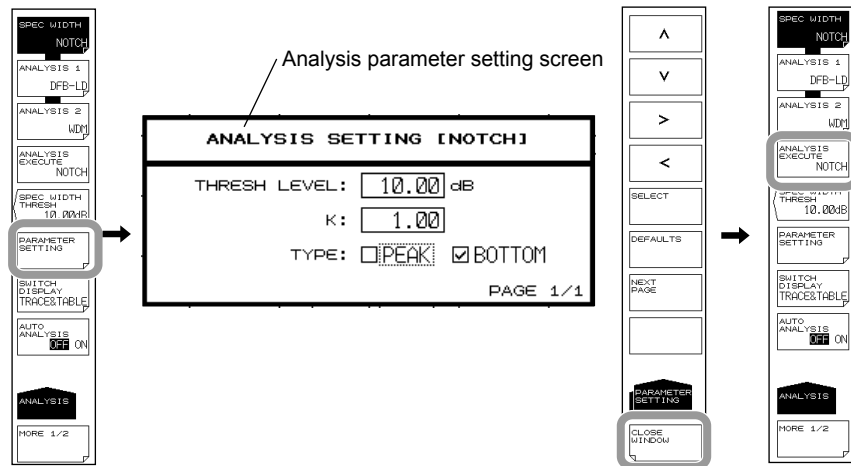 SPEC WIDTH
NOTCH
ANALYSIS 1
DFB-LD
ANALYSIS 2
WDM
ANALYSIS
EXECUTE
NOTCH
SPEC WIDTH
THRESH
10.00dB
PARAMETER
SETTING
SWITCH
DISPLAY
TRACE&TABLE
AUTO
ANALYSIS
OFF ON
ANALYSIS
MORE 1/2
Analysis parameter setting screen
ANALYSIS SETTING [NOTCH]
THRESH LEVEL: 10.00 dB
K: 1.00
TYPE: PEAK BOTTOM
PAGE 1/1
∧
∨
>
<
SELECT
DEFAULTS
NEXT
PAGE
PARAMETER
SETTING
CLOSE
WINDOW
SPEC WIDTH
NOTCH
ANALYSIS 1
DFB-LD
ANALYSIS 2
WDM
ANALYSIS
EXECUTE
NOTCH
SPEC WIDTH
THRESH
10.00dB
PARAMETER
SETTING
SWITCH
DISPLAY
TRACE&TABLE
AUTO
ANALYSIS
OFF ON
ANALYSIS
MORE 1/2